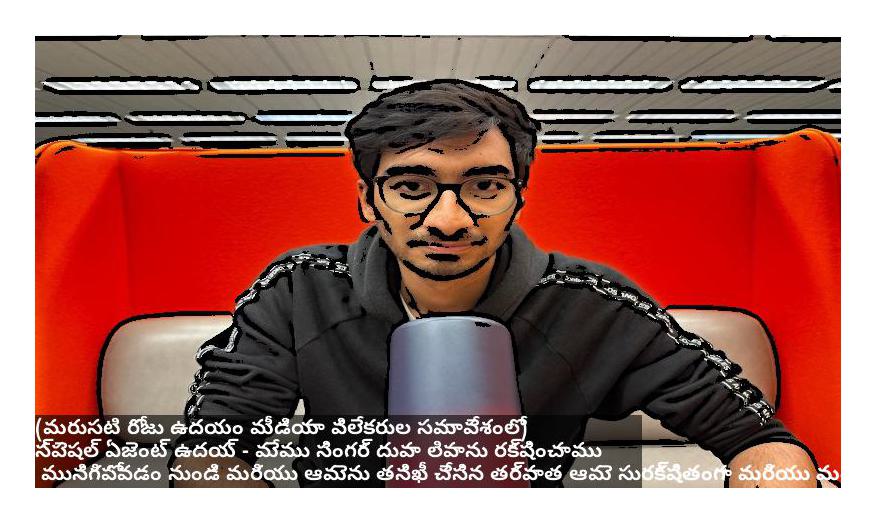 (మరుసటి రోజు ఉదయం మీడియా విలేకరుల సమావేశంలో)
స్పెషల్ ఏజెంట్ ఉదయ్ - మేము సింగర్ దువా లిపాను రక్షించాము
మునిగిపోవడం నుండి మరియు ఆమెను తనిఖీ చేసిన తర్వాత ఆమె సురక్షితంగా మరియు